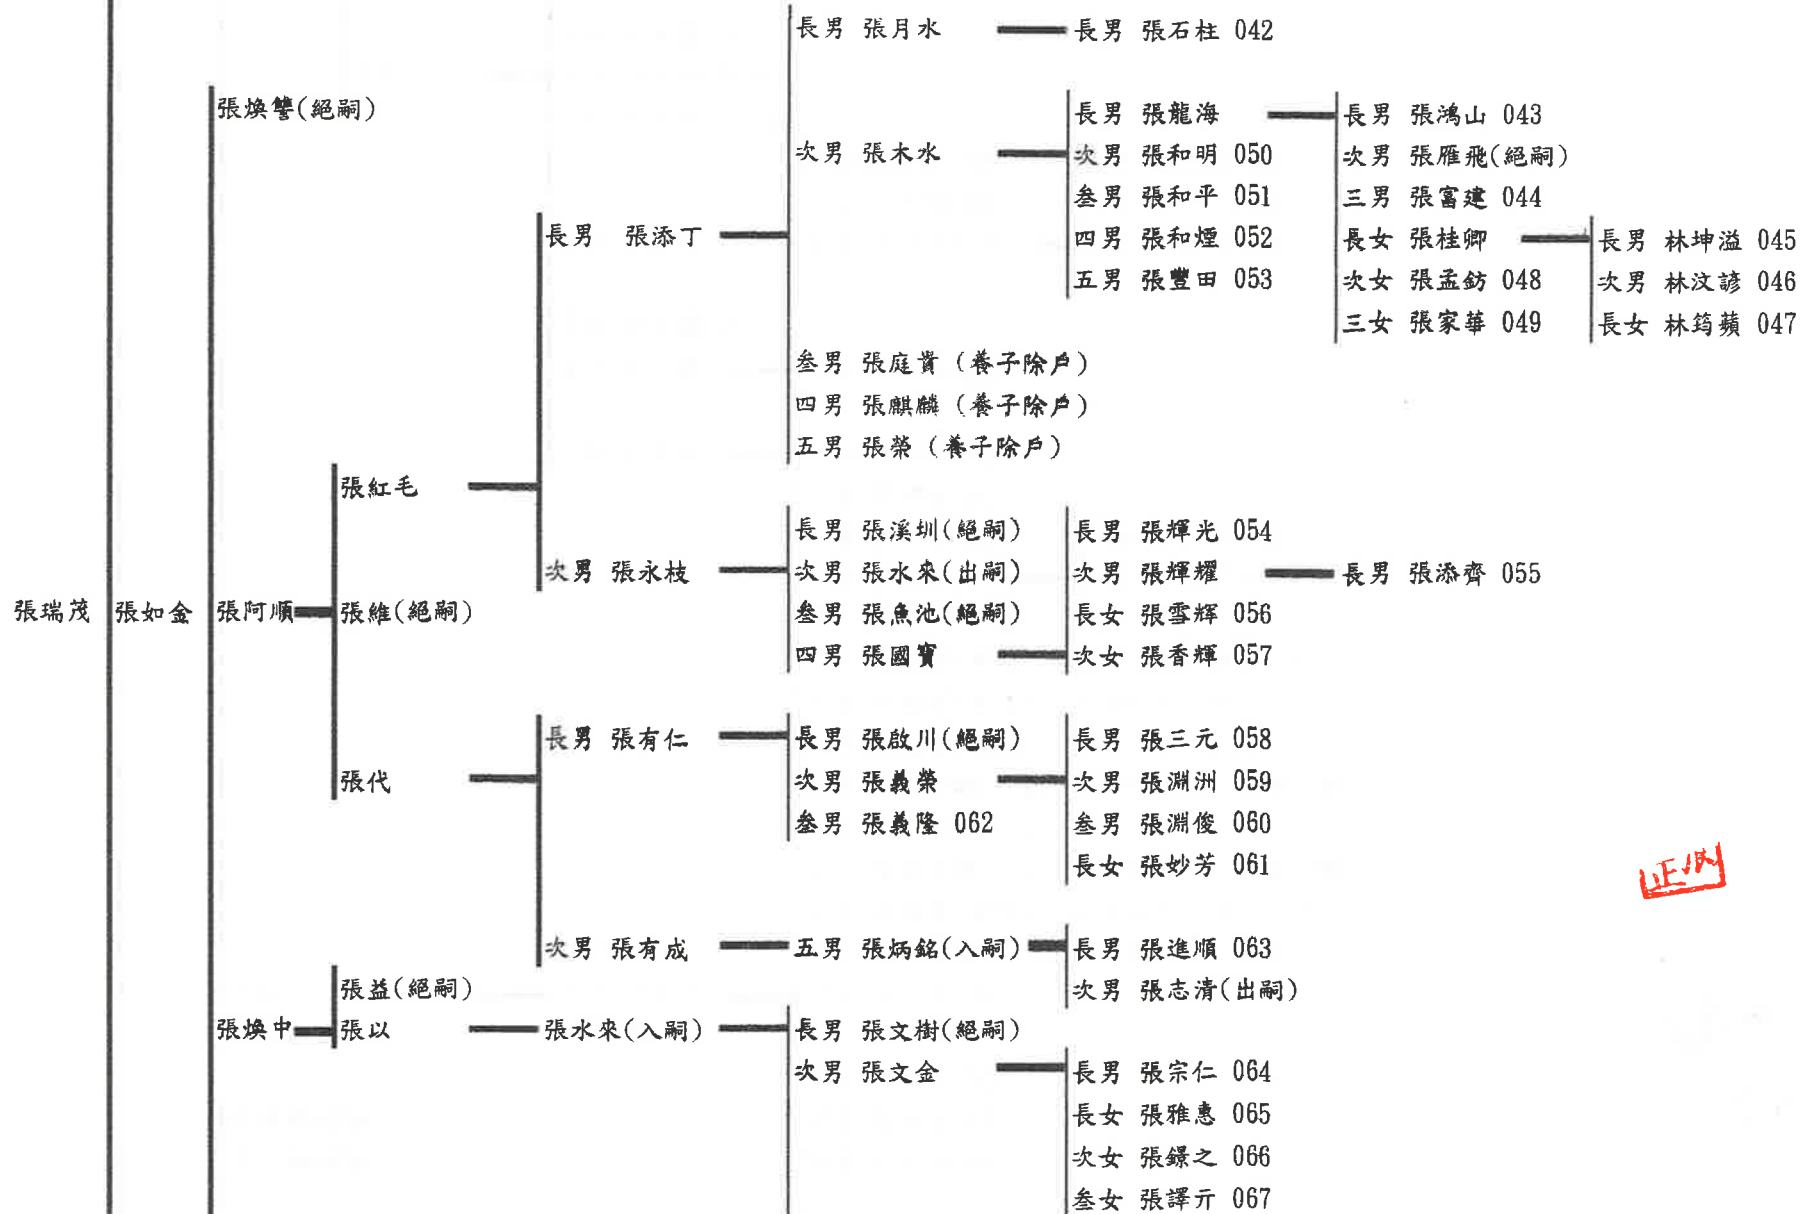 長男 張月水 長男 張石柱 042
張煥讐(絕嗣) 長男 張龍海 長男 張鴻山 043
次男 張木水 次男 張和明 050 次男 張雁飛(絕嗣)
叁男 張和平 051 三男 張富建 044
長男 張添丁 四男 張和煙 052 長女 張桂卿 長男 林坤溢 045
五男 張豐田 053 次女 張孟鈁 048 次男 林汶諺 046
三女 張家華 049 長女 林筠蘋 047
叁男 張庭貴 (養子除戶)
四男 張麒麟 (養子除戶)
五男 張榮 (養子除戶)
張紅毛
長男 張溪圳(絕嗣) 長男 張輝光 054
次男 張永枝 次男 張水來(出嗣) 次男 張輝耀 長男 張添齊 055
張瑞茂 張如金 張阿順 張維(絕嗣) 叁男 張魚池(絕嗣) 長女 張雪輝 056
四男 張國寶 次女 張香輝 057
長男 張有仁 長男 張啟川(絕嗣) 長男 張三元 058
張代 次男 張義榮 次男 張淵洲 059
叁男 張義隆 062 叁男 張淵俊 060
長女 張妙芳 061
次男 張有成 五男 張炳銘(入嗣) 長男 張進順 063
張益(絕嗣) 次男 張志清(出嗣)
張煥中 張以 張水來(入嗣) 長男 張文樹(絕嗣)
次男 張文金 長男 張宗仁 064
長女 張雅惠 065
次女 張鐛之 066
叁女 張譯亓 067